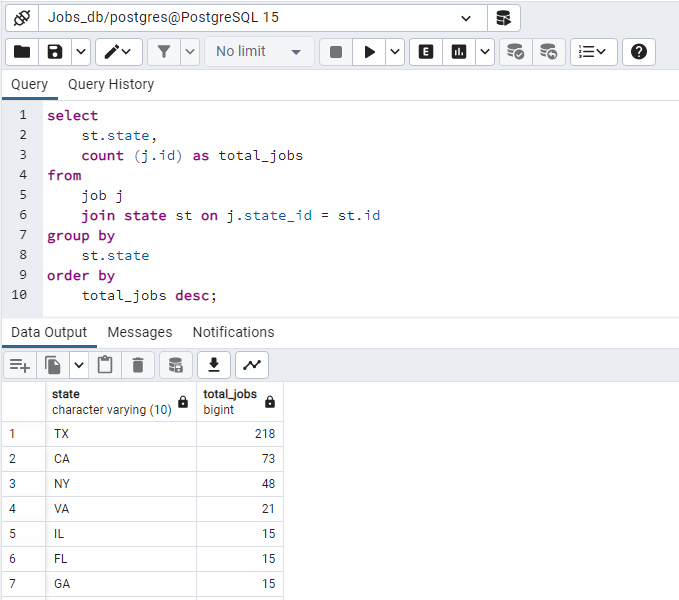 Jobs_db/postgres@PostgreSQL 15
No limit
E
Query Query History
1 select
2 st.state,
3 count (j.id) as total_jobs
4 from
5 job j
6 join state st on j.state_id = st.id
7 group by
8 st.state
9 order by
10 total_jobs desc;
Data Output Messages Notifications
state total_jobs
character varying (10) bigint
1 TX 218
2 CA 73
3 NY 48
4 VA 21
5 IL 15
6 FL 15
7 GA 15